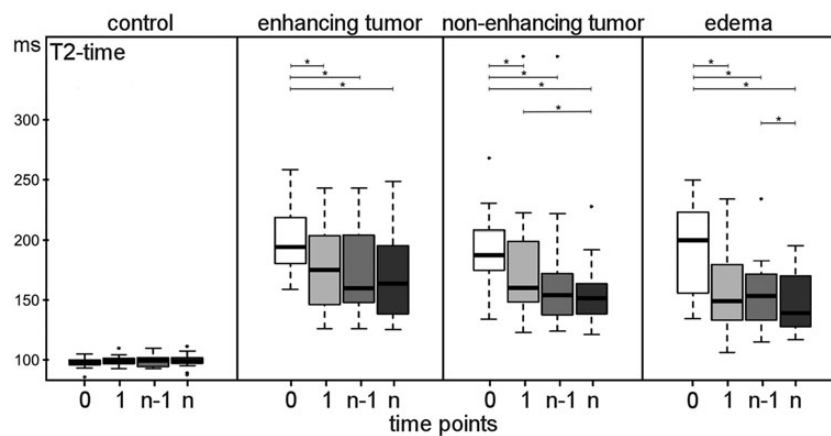 control enhancing tumor non-enhancing tumor edema
ms
T2-time
* * * *
* * *
* * *
* *
300
250
200
150
100
0 1 n-1 n 0 1 n-1 n 0 1 n-1 n 0 1 n-1 n
time points